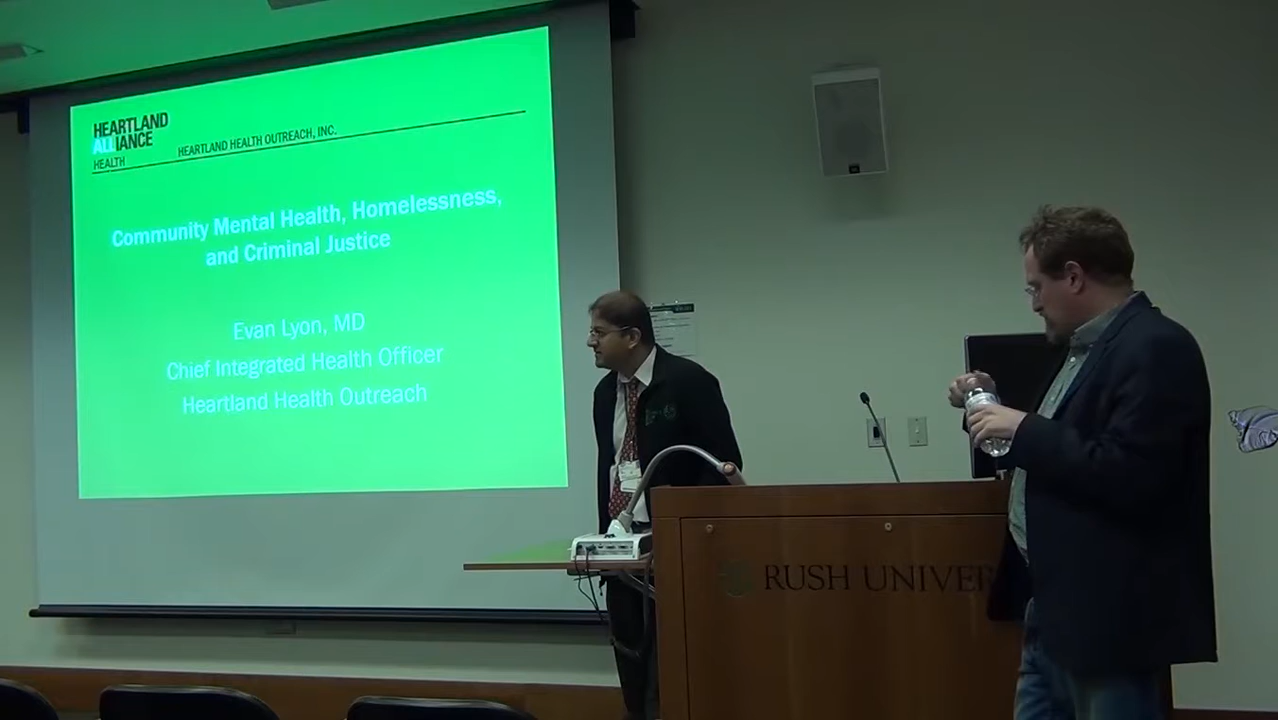 HEARTLAND
ALLIANCE
HEALTH
HEARTLAND HEALTH OUTREACH, INC.
Community Mental Health, Homelessness,
and Criminal Justice
Evan Lyon, MD
Chief Integrated Health Officer
Heartland Health Outreach
RUSH UNIVER